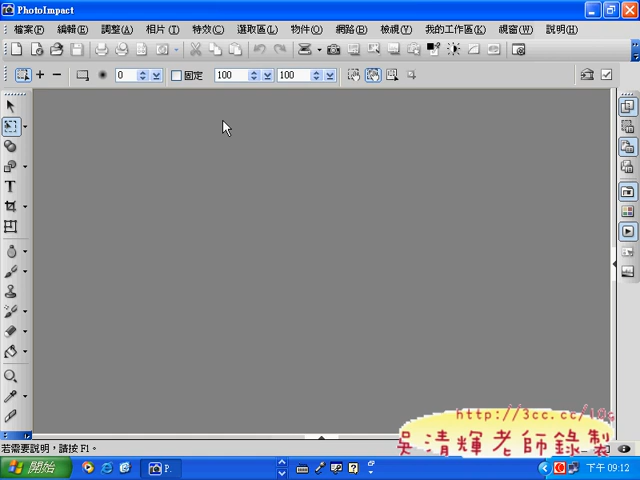 PhotoImpact
檔案(F) 編輯(E) 調整(A) 相片(I) 特效(C) 選取區(L) 物件(O) 網路(B) 檢視(V) 我的工作區(K) 視窗(W) 說明(H)
0 固定 100 100
T
http://3cc.cc/10g
吳清輝老師錄製
若需要說明，請按 F1。
開始 P. 下午 09:12